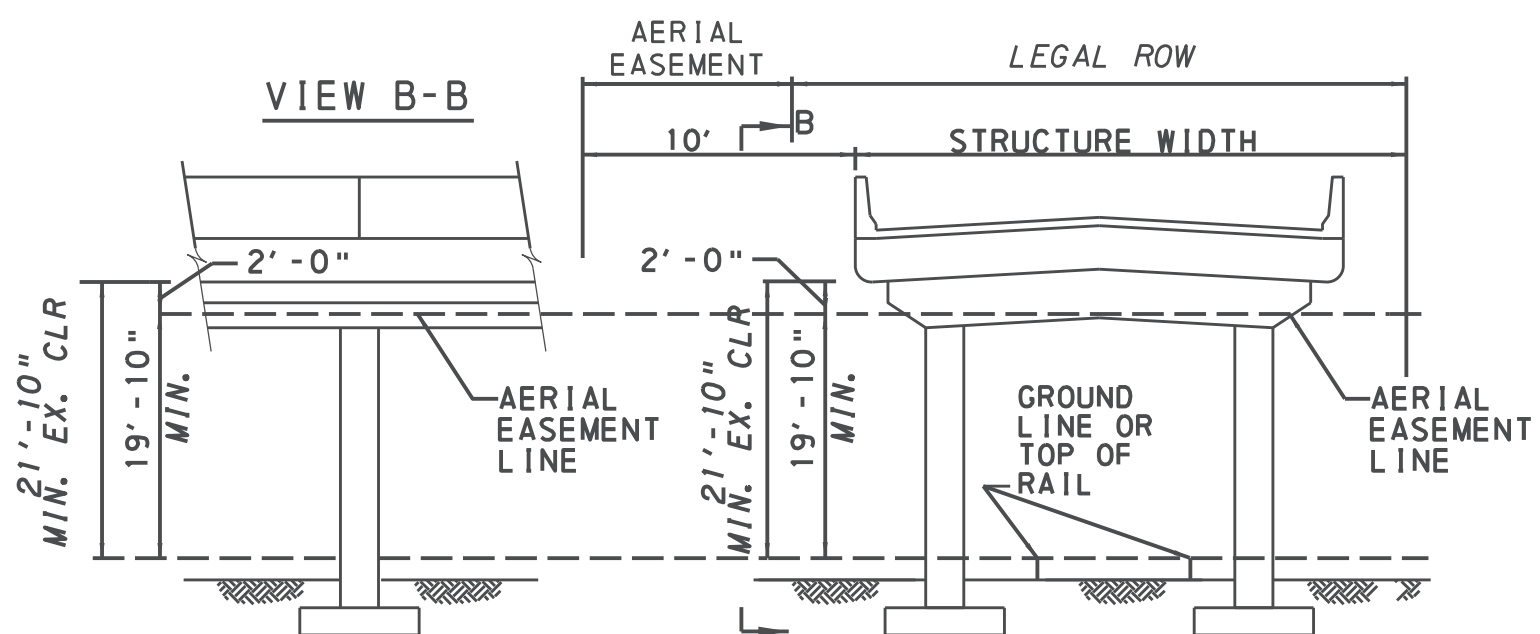 AERIAL
EASEMENT
LEGAL ROW
VIEW B-B
B
10'
STRUCTURE WIDTH
2'-0"
2'-0"
21'-10"
MIN. EX. CLR
19'-10"
MIN.
AERIAL
EASEMENT
LINE
21'-10"
MIN. EX. CLR
19'-10"
MIN.
GROUND
LINE OR
TOP OF
RAIL
AERIAL
EASEMENT
LINE